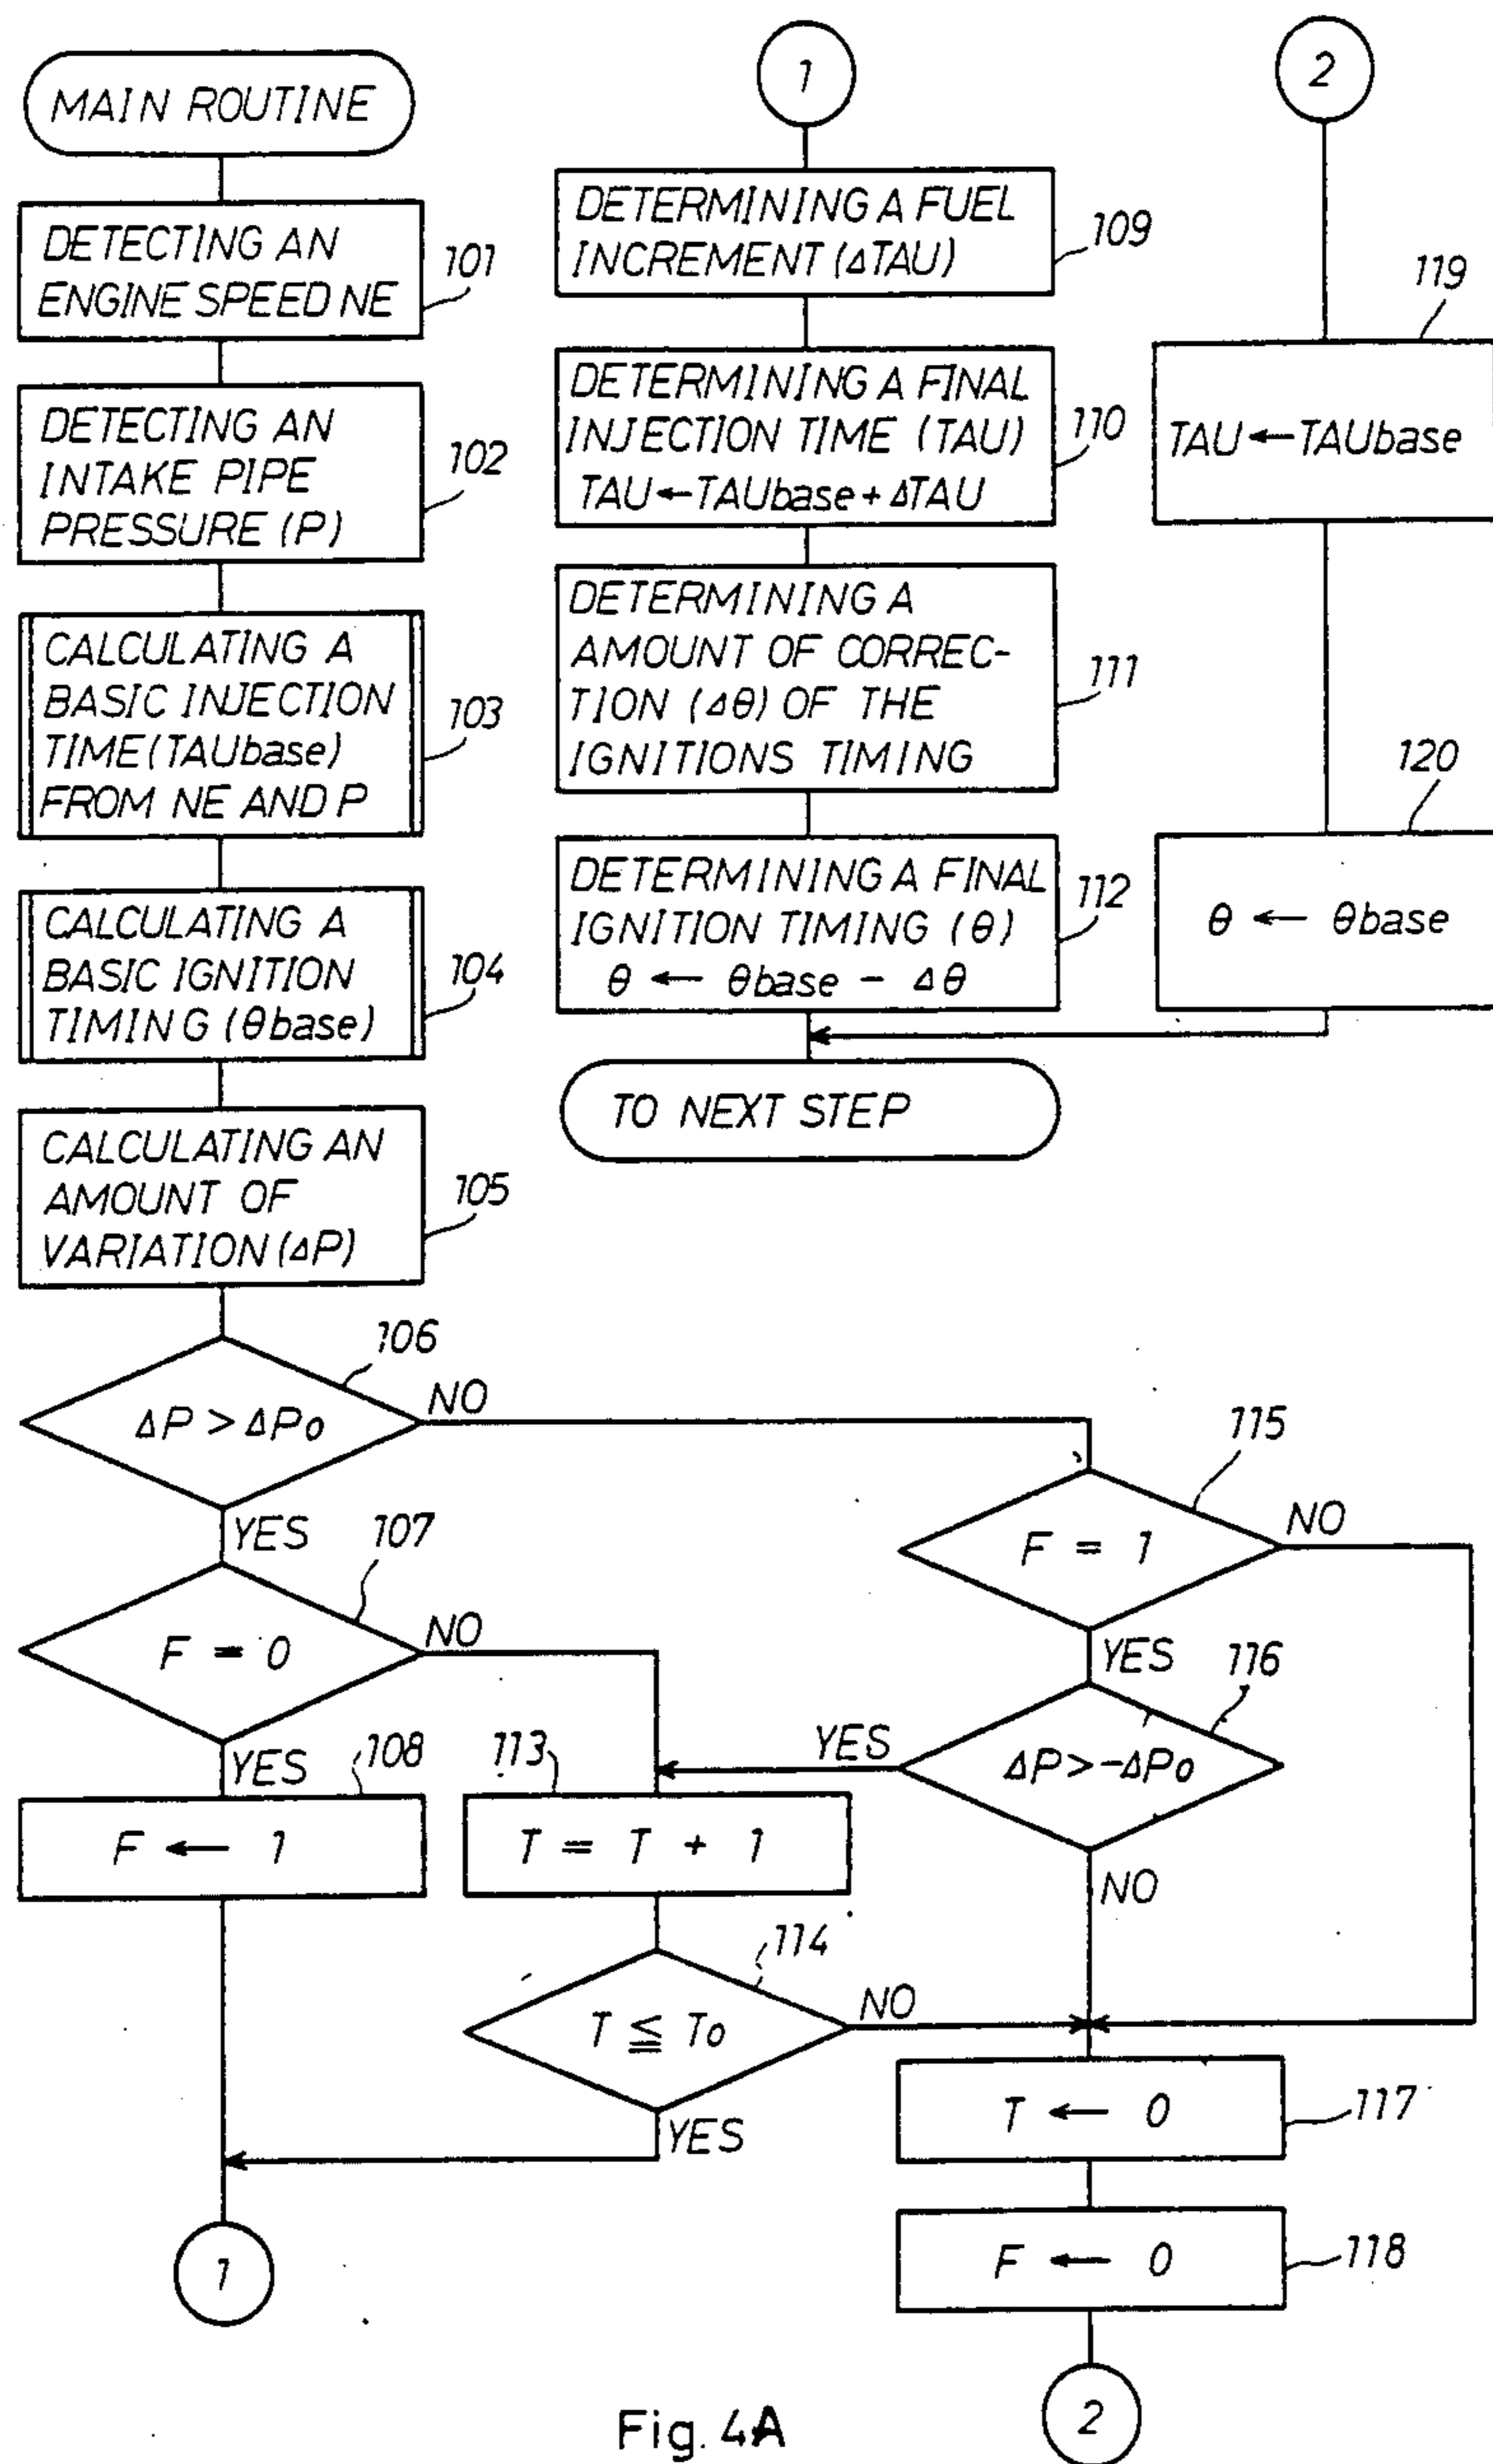 MAIN ROUTINE
DETECTING AN
ENGINE SPEED NE
101
DETECTING AN
INTAKE PIPE
PRESSURE (P)
102
CALCULATING A
BASIC INJECTION
TIME (TAUbase)
FROM NE AND P
103
CALCULATING A
BASIC IGNITION
TIMING (θbase)
104
CALCULATING AN
AMOUNT OF
VARIATION (ΔP)
105
106
ΔP > ΔPo
NO
YES
107
F = 0
NO
YES
108
F ← 1
1
113
T = T + 1
114
T ≦ To
NO
YES
115
F = 1
NO
YES
116
ΔP > -ΔPo
YES
NO
T ← 0
117
F ← 0
118
2
1
DETERMINING A FUEL
INCREMENT (ΔTAU)
109
DETERMINING A FINAL
INJECTION TIME (TAU)
TAU ← TAUbase + ΔTAU
110
DETERMINING A
AMOUNT OF CORREC-
TION (Δθ) OF THE
IGNITIONS TIMING
111
DETERMINING A FINAL
IGNITION TIMING (θ)
θ ← θbase - Δθ
112
TO NEXT STEP
2
119
TAU ← TAUbase
120
θ ← θbase
Fig. 4A